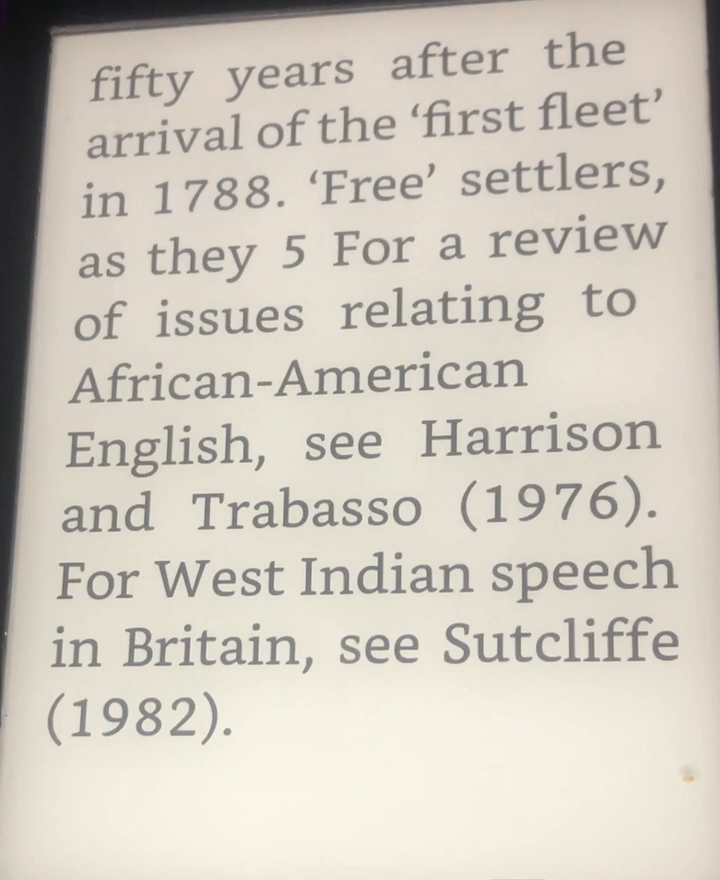 fifty years after the
arrival of the ‘first fleet’
in 1788. ‘Free’ settlers,
as they 5 For a review
of issues relating to
African-American
English, see Harrison
and Trabasso (1976).
For West Indian speech
in Britain, see Sutcliffe
(1982).